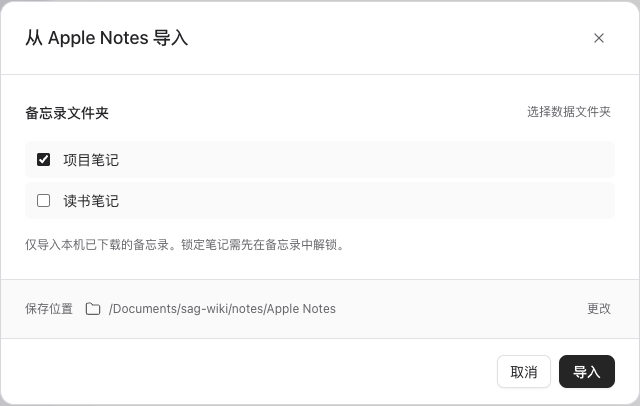 从 Apple Notes 导入
备忘录文件夹
选择数据文件夹
项目笔记
读书笔记
仅导入本机已下载的备忘录。锁定笔记需先在备忘录中解锁。
保存位置 /Documents/sag-wiki/notes/Apple Notes 更改
取消 导入